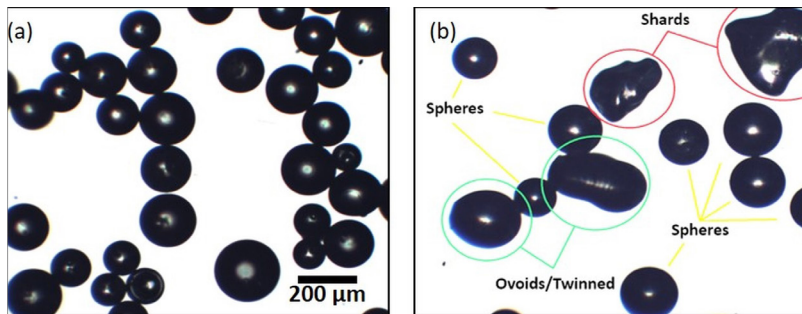 (a)
200 μm
(b)
Shards
Spheres
Spheres
Ovoids/Twinned